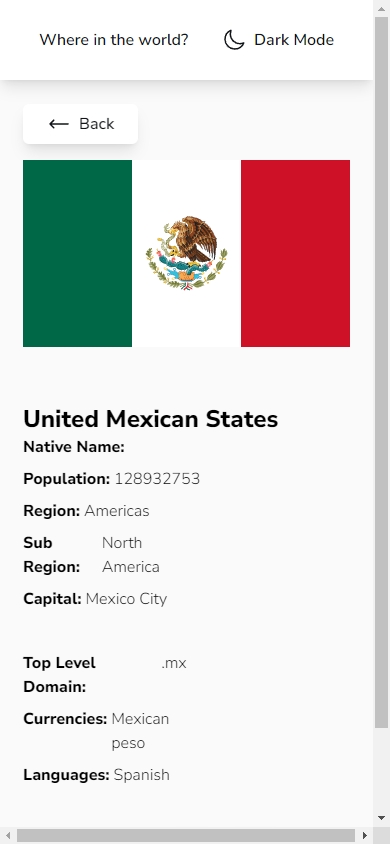 Where in the world? Dark Mode
Back
United Mexican States
Native Name:
Population: 128932753
Region: Americas
Sub Region: North America
Capital: Mexico City
Top Level Domain: .mx
Currencies: Mexican peso
Languages: Spanish